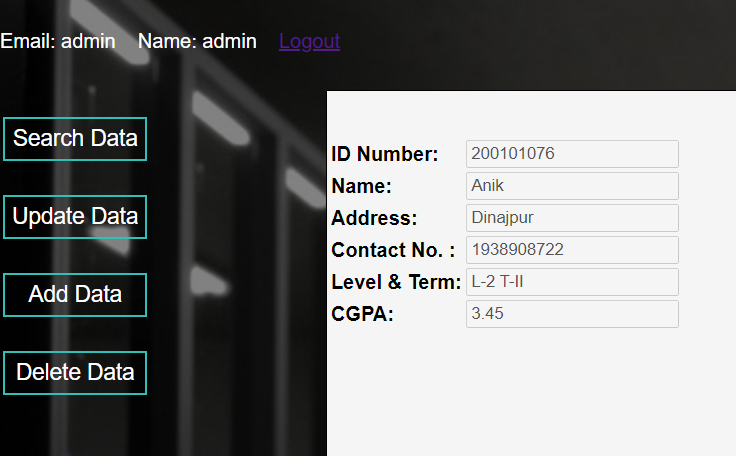 Email: admin Name: admin Logout
Search Data
Update Data
Add Data
Delete Data
ID Number: 200101076
Name: Anik
Address: Dinajpur
Contact No. : 1938908722
Level & Term: L-2 T-II
CGPA: 3.45